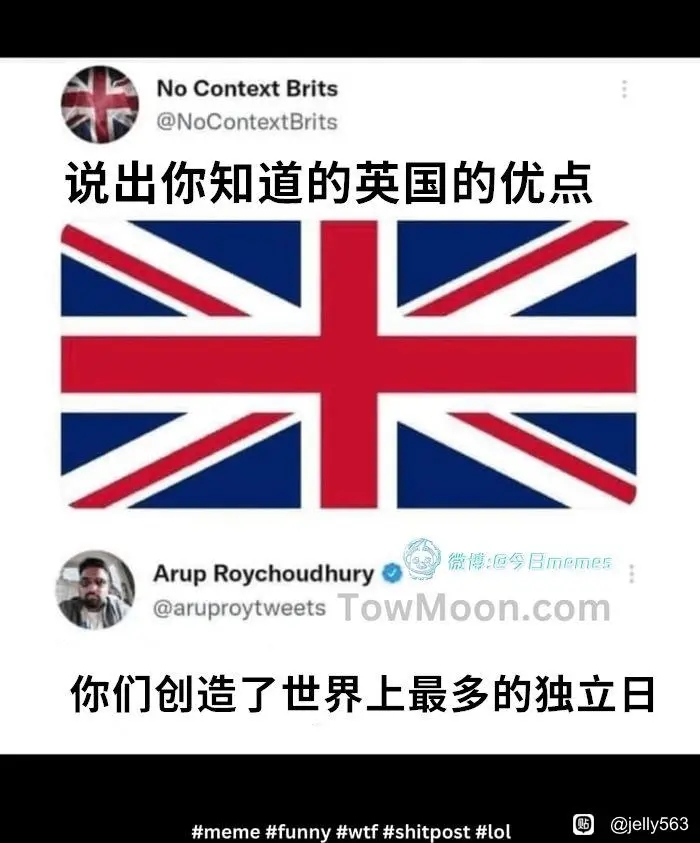 No Context Brits
@NoContextBrits
说出你知道的英国的优点
微博:@今日memes
Arup Roychoudhury
@aruproytweets
TowMoon.com
你们创造了世界上最多的独立日
#meme #funny #wtf #shitpost #lol
贴 @jelly563